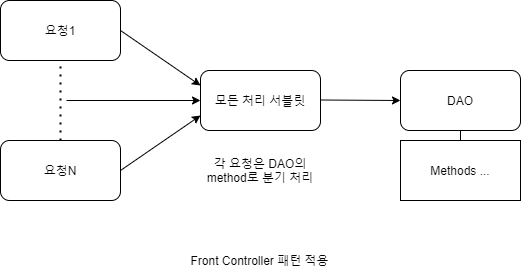 요청1
모든 처리 서블릿
DAO
요청N
각 요청은 DAO의
method로 분기 처리
Methods ...
Front Controller 패턴 적용